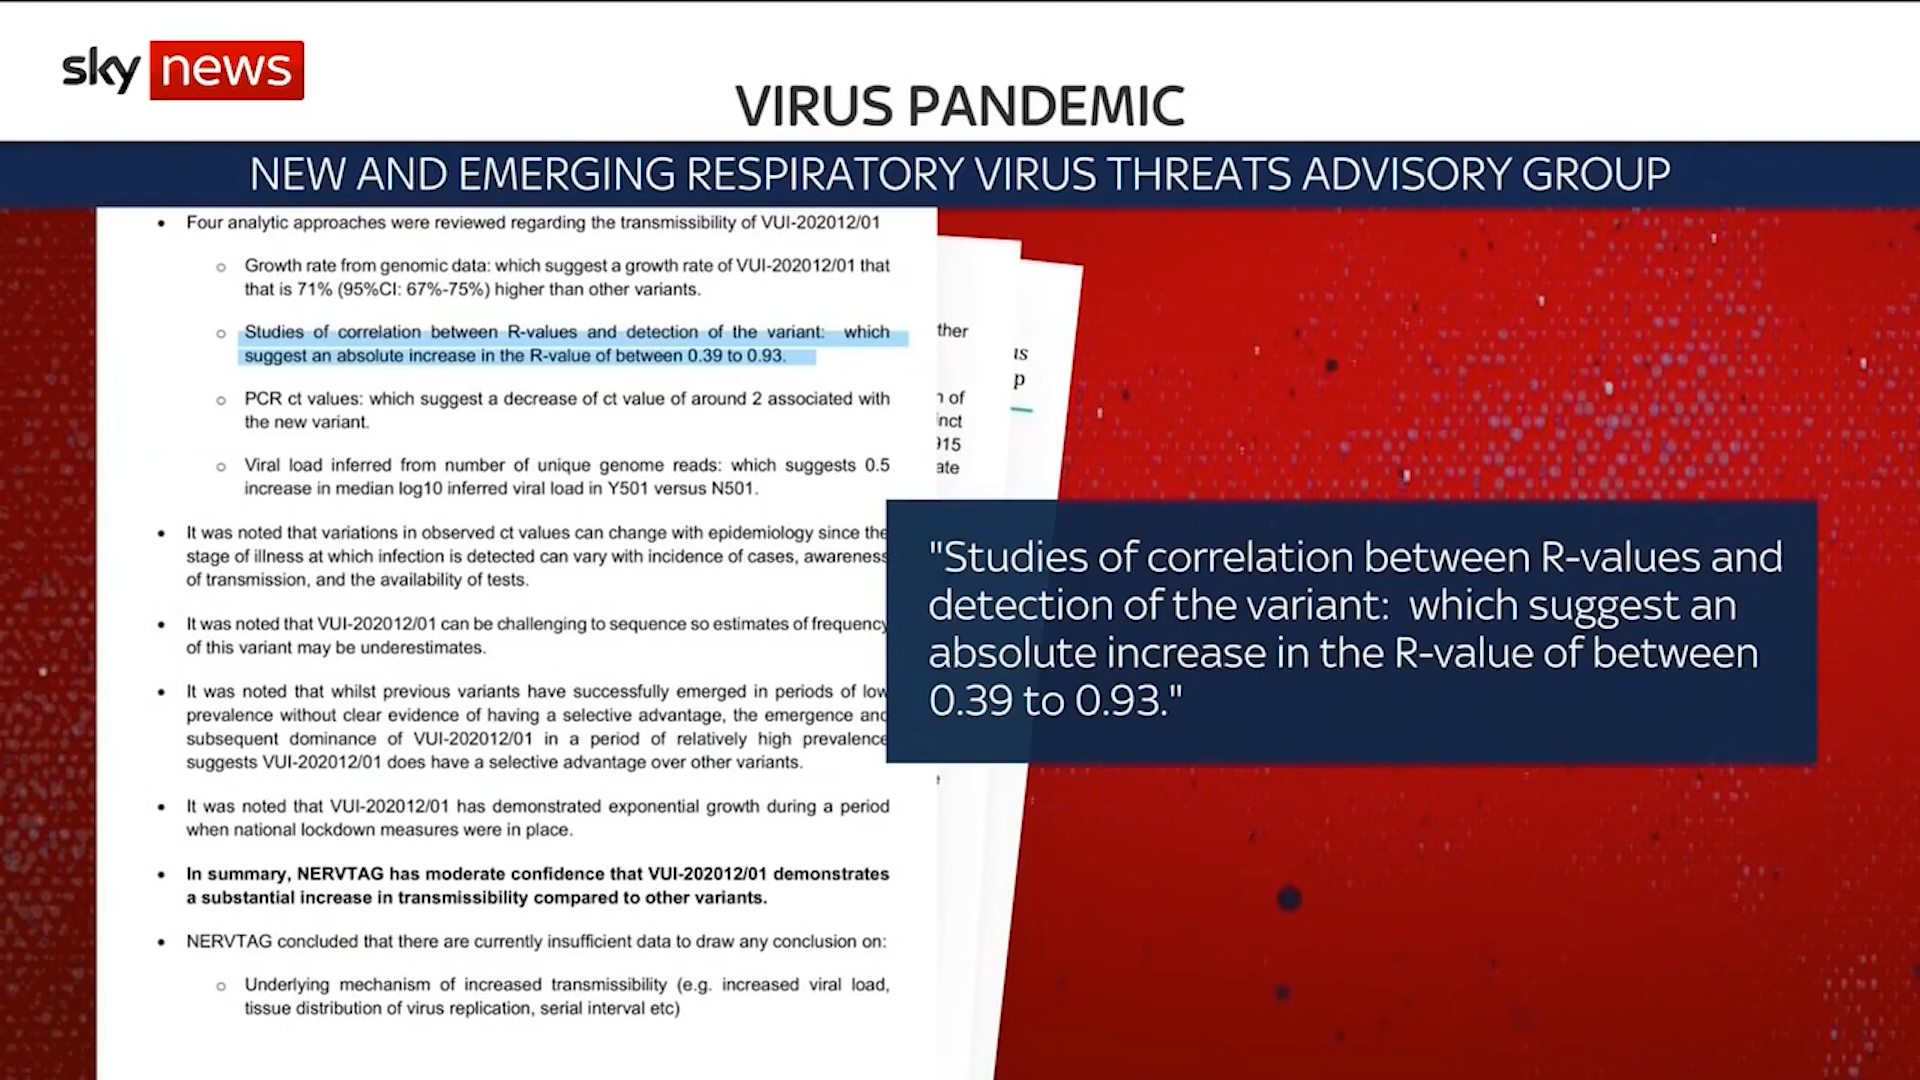 sky news
VIRUS PANDEMIC
NEW AND EMERGING RESPIRATORY VIRUS THREATS ADVISORY GROUP
• Four analytic approaches were reviewed regarding the transmissibility of VUI-202012/01
o Growth rate from genomic data: which suggest a growth rate of VUI-202012/01 that
that is 71% (95%CI: 67%-75%) higher than other variants.
o Studies of correlation between R-values and detection of the variant: which
suggest an absolute increase in the R-value of between 0.39 to 0.93.
o PCR ct values: which suggest a decrease of ct value of around 2 associated with
the new variant.
o Viral load inferred from number of unique genome reads: which suggests 0.5
increase in median log10 inferred viral load in Y501 versus N501.
• It was noted that variations in observed ct values can change with epidemiology since the
stage of illness at which infection is detected can vary with incidence of cases, awareness
of transmission, and the availability of tests.
• It was noted that VUI-202012/01 can be challenging to sequence so estimates of frequency
of this variant may be underestimates.
• It was noted that whilst previous variants have successfully emerged in periods of low
prevalence without clear evidence of having a selective advantage, the emergence and
subsequent dominance of VUI-202012/01 in a period of relatively high prevalence
suggests VUI-202012/01 does have a selective advantage over other variants.
• It was noted that VUI-202012/01 has demonstrated exponential growth during a period
when national lockdown measures were in place.
• In summary, NERVTAG has moderate confidence that VUI-202012/01 demonstrates
a substantial increase in transmissibility compared to other variants.
• NERVTAG concluded that there are currently insufficient data to draw any conclusion on:
o Underlying mechanism of increased transmissibility (e.g. increased viral load,
tissue distribution of virus replication, serial interval etc)
"Studies of correlation between R-values and
detection of the variant: which suggest an
absolute increase in the R-value of between
0.39 to 0.93."